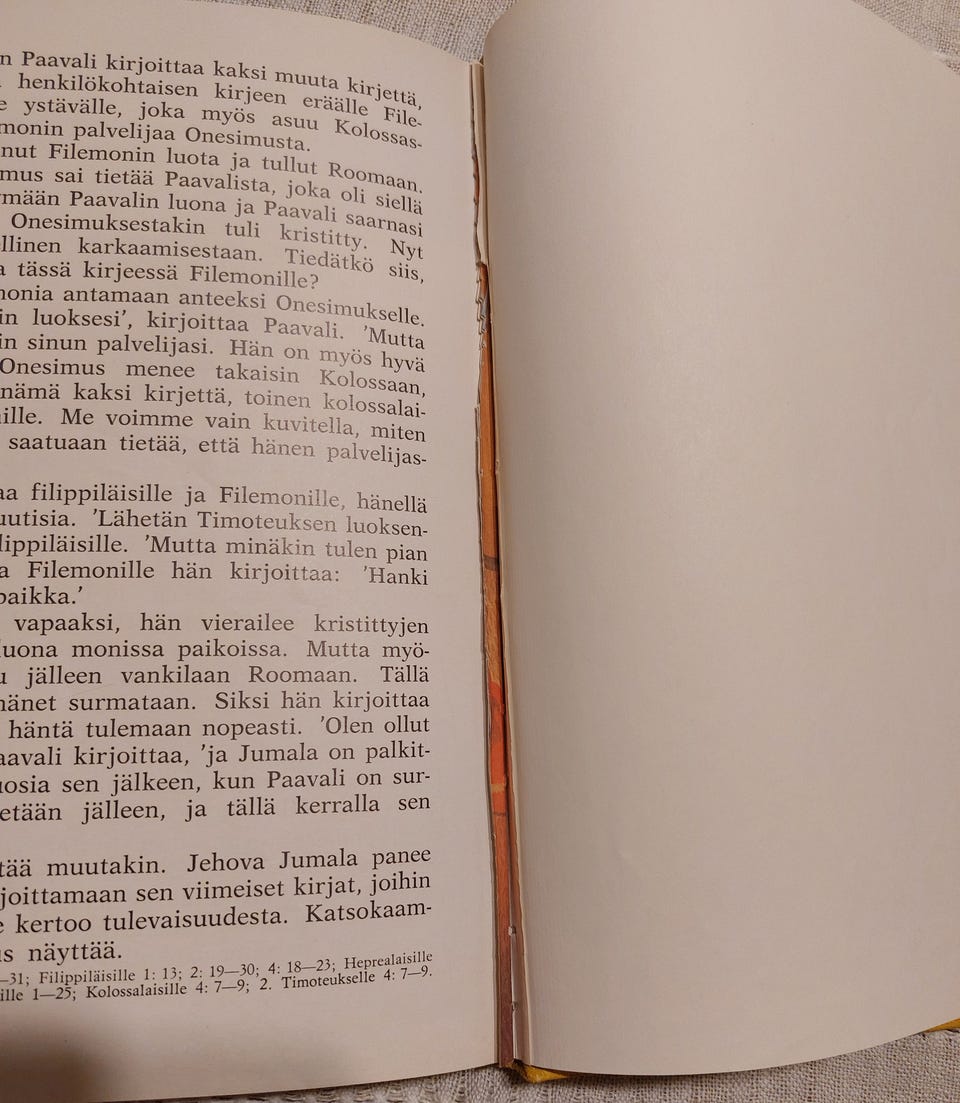 n Paavali kirjoittaa kaksi muuta kirjettä,
henkilökohtaisen kirjeen eräälle File-
e ystävälle, joka myös asuu Kolossas-
monin palvelijaa Onesimusta.
nut Filemonin luota ja tullut Roomaan.
mus sai tietää Paavalista, joka oli siellä
mään Paavalin luona ja Paavali saarnasi
Onesimuksestakin tuli kristitty. Nyt
llinen karkaamisestaan. Tiedätkö siis,
a tässä kirjeessä Filemonille?
monia antamaan anteeksi Onesimukselle.
in luoksesi’, kirjoittaa Paavali. ’Mutta
in sinun palvelijasi. Hän on myös hyvä
Onesimus menee takaisin Kolossaan,
nämä kaksi kirjettä, toinen kolossalai-
ille. Me voimme vain kuvitella, miten
saatuaan tietää, että hänen palvelijas-
aa filippiläisille ja Filemonille, hänellä
uutisia. ’Lähetän Timoteuksen luoksen-
lippiläisille. ’Mutta minäkin tulen pian
a Filemonille hän kirjoittaa: ’Hanki
paikka.’
vapaaksi, hän vierailee kristittyjen
luona monissa paikoissa. Mutta myö-
u jälleen vankilaan Roomaan. Tällä
hänet surmataan. Siksi hän kirjoittaa
häntä tulemaan nopeasti. ’Olen ollut
aavali kirjoittaa, ’ja Jumala on palkit-
uosia sen jälkeen, kun Paavali on sur-
etään jälleen, ja tällä kerralla sen
tää muutakin. Jehova Jumala panee
joittamaan sen viimeiset kirjat, joihin
e kertoo tulevaisuudesta. Katsokaam-
us näyttää.
—31; Filippiläisille 1: 13; 2: 19—30; 4: 18—23; Heprealaisille
ille 1—25; Kolossalaisille 4: 7—9; 2. Timoteukselle 4: 7—9.